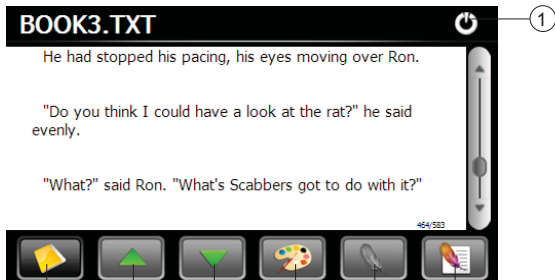 BOOK3.TXT
1
He had stopped his pacing, his eyes moving over Ron.
"Do you think I could have a look at the rat?" he said
evenly.
"What?" said Ron. "What's Scabbers got to do with it?"
464/583